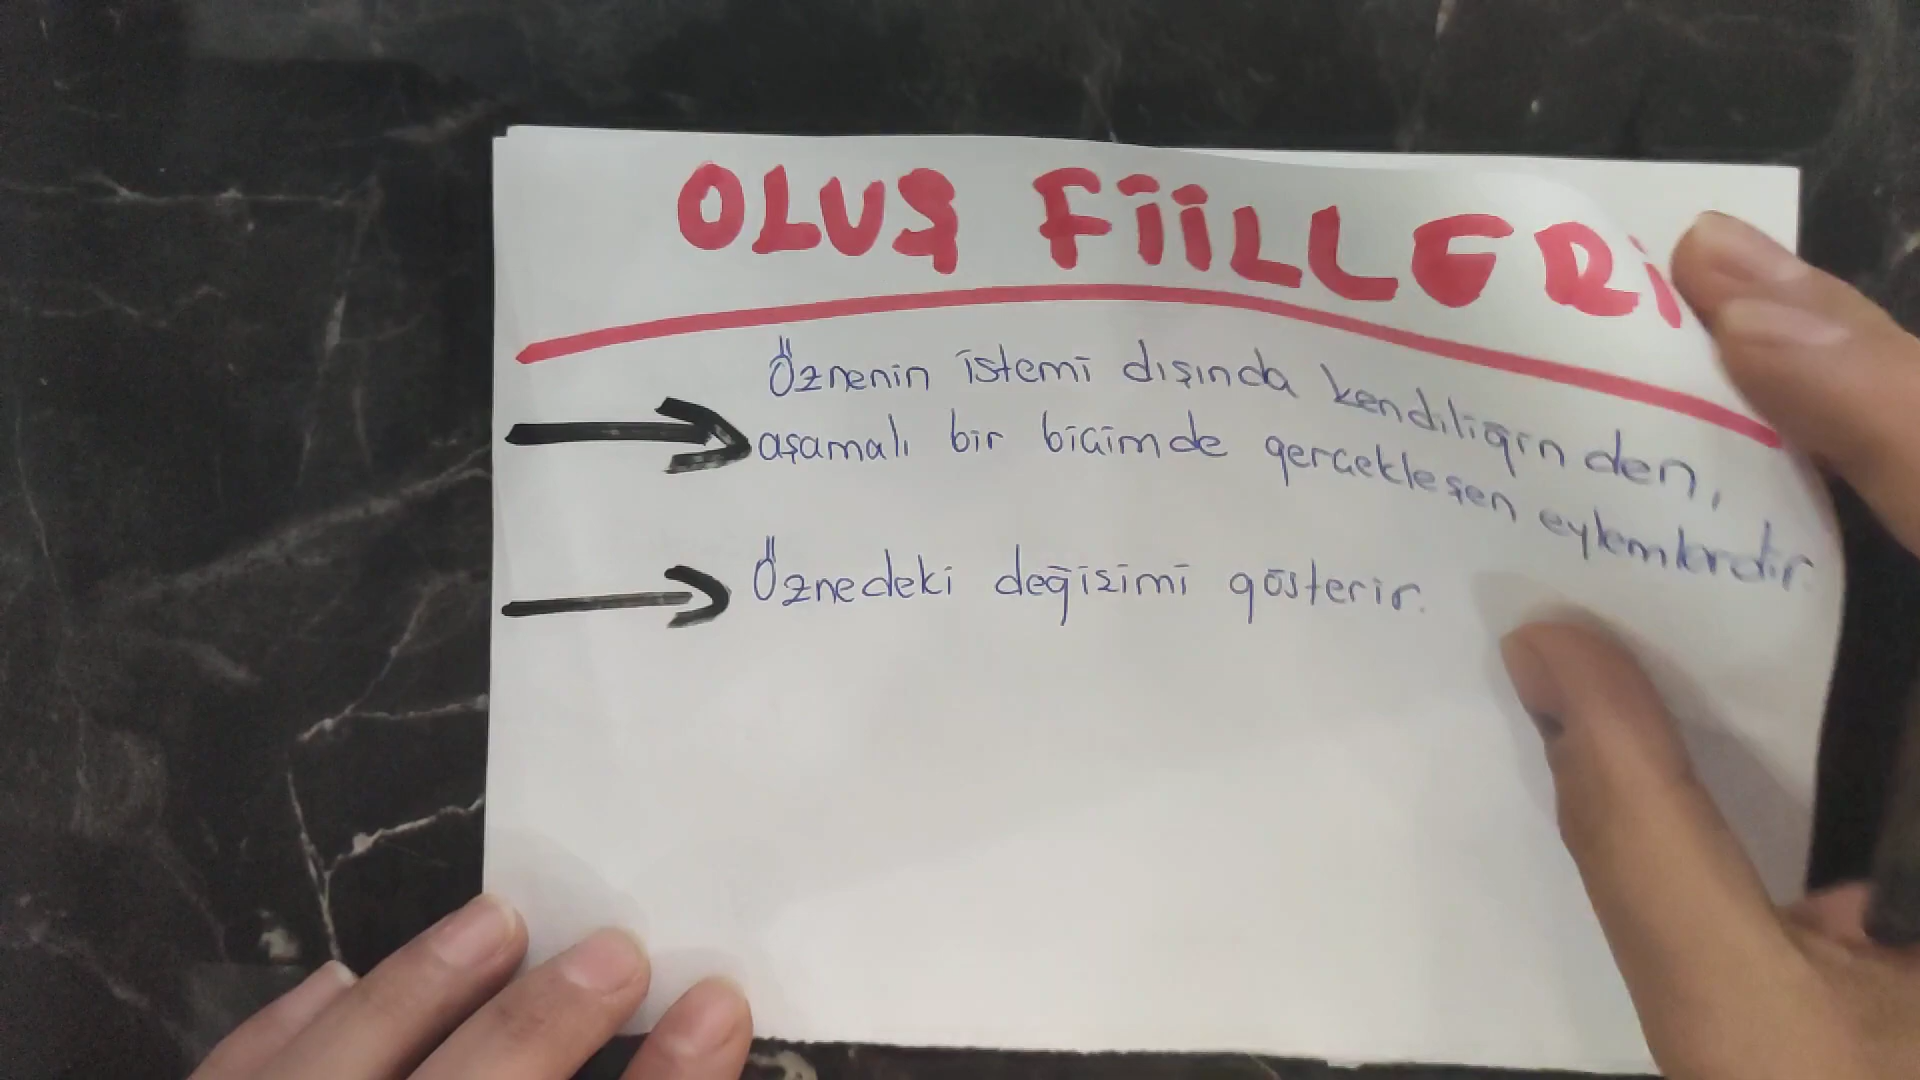 OLUŞ FİİLLERİ
Öznenin istemi dışında kendiliğinden,
aşamalı bir biçimde gerçekleşen eylemlerdir.
Öznedeki değişimi gösterir.